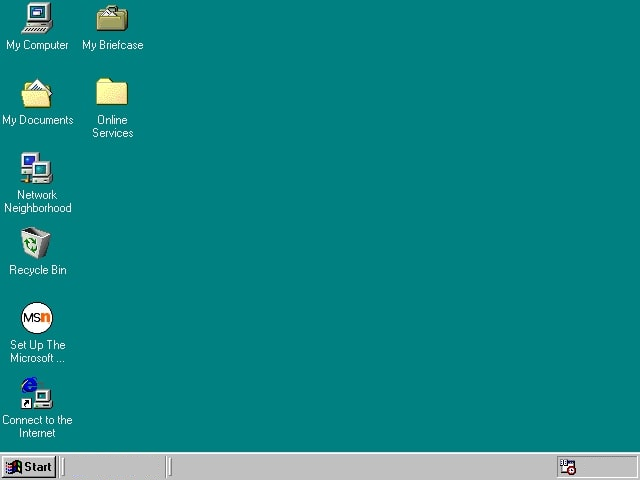 My Computer
My Briefcase
My Documents
Online
Services
Network
Neighborhood
Recycle Bin
MSn
Set Up The
Microsoft ...
Connect to the
Internet
Start